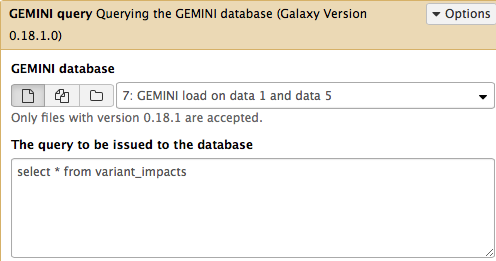 GEMINI query Querying the GEMINI database (Galaxy Version
0.18.1.0)
Options
GEMINI database
7: GEMINI load on data 1 and data 5
Only files with version 0.18.1 are accepted.
The query to be issued to the database
select * from variant_impacts